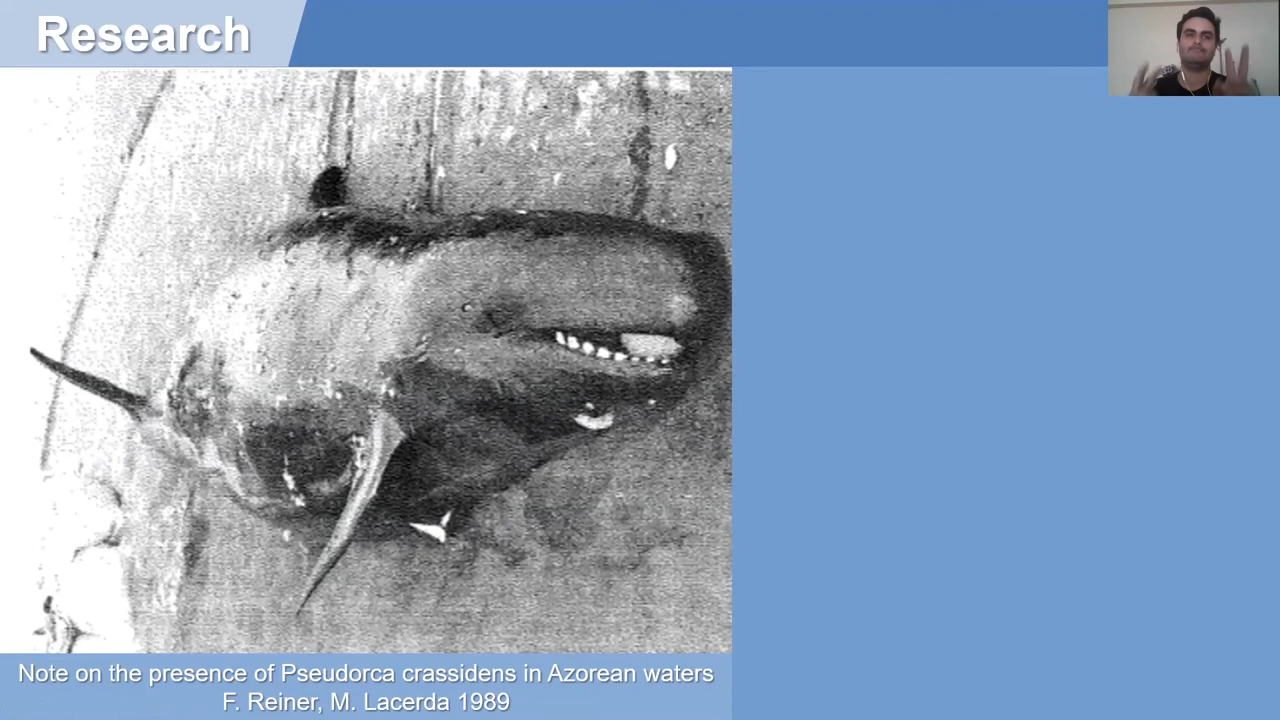 Research
Note on the presence of Pseudorca crassidens in Azorean waters
F. Reiner, M. Lacerda 1989